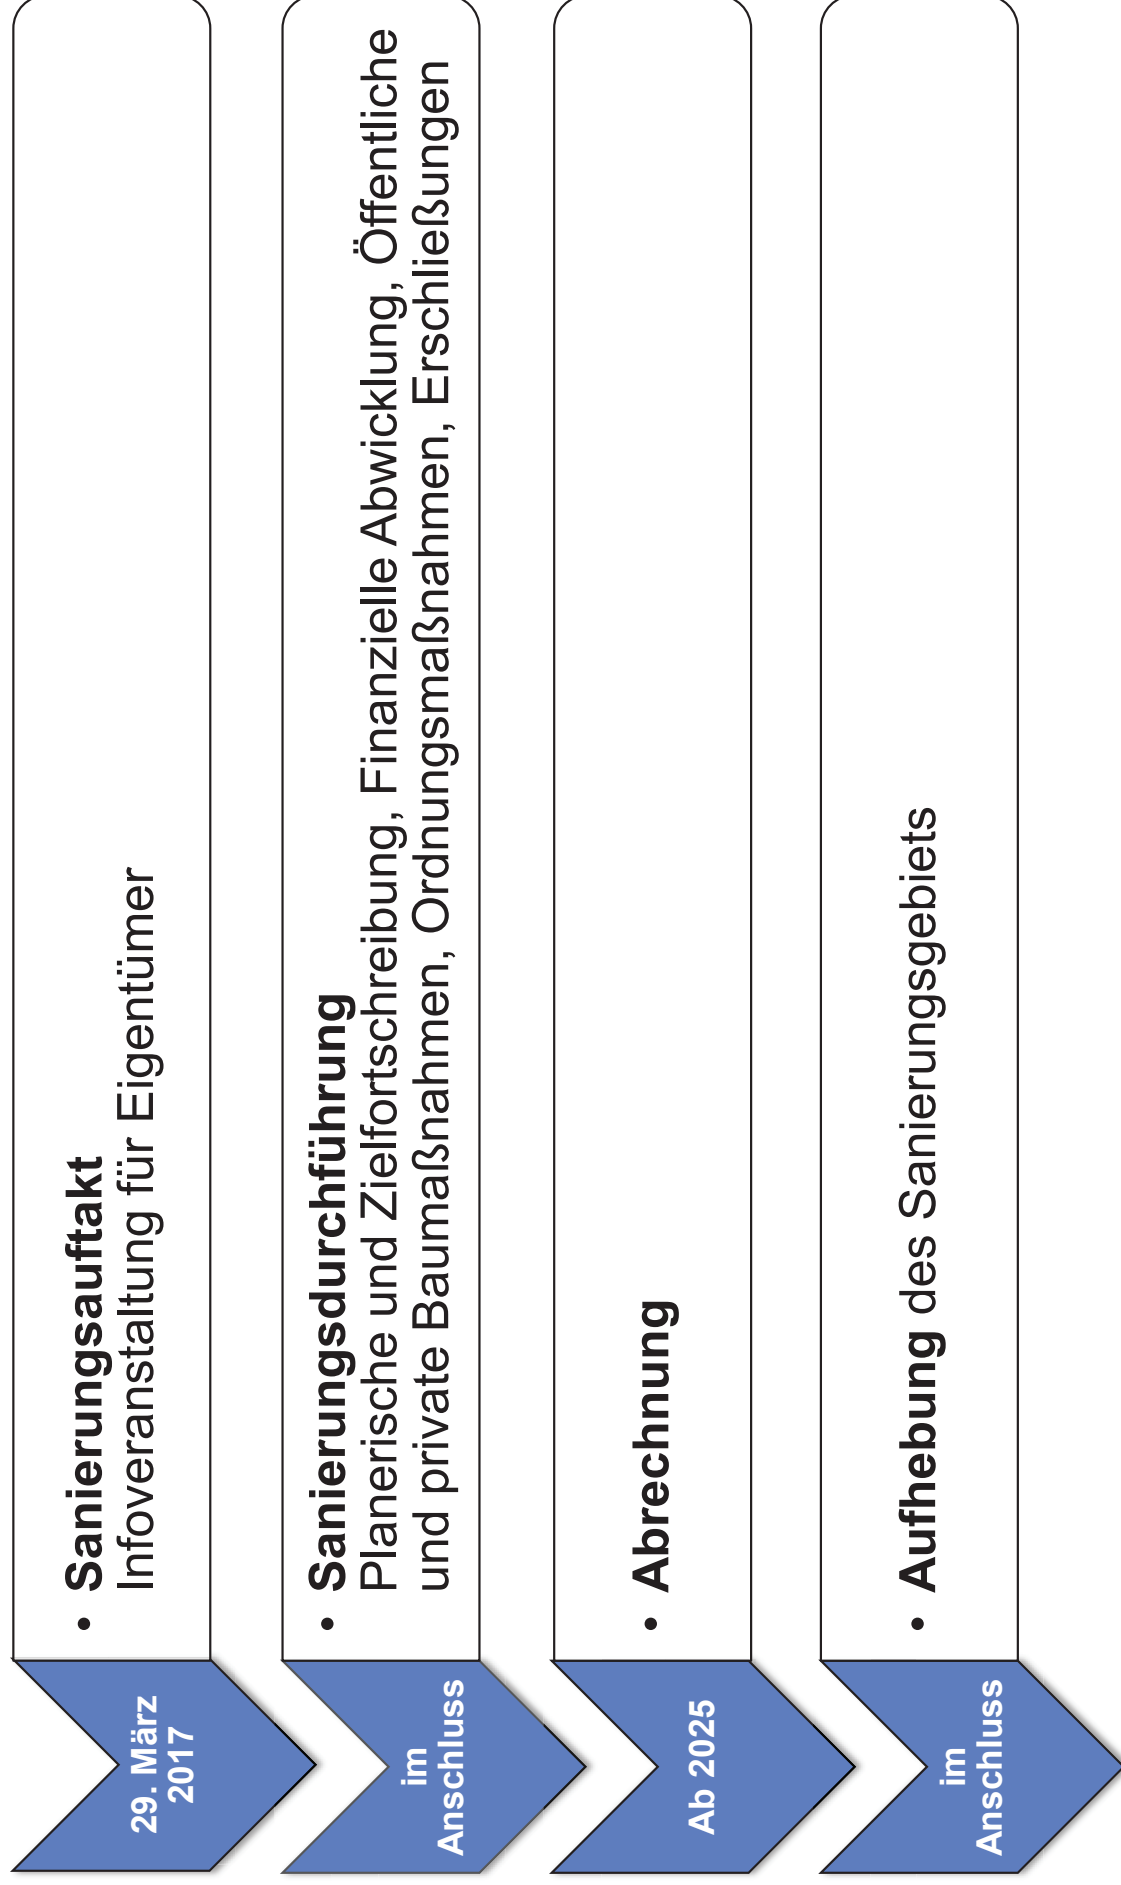 29. März
2017
• Sanierungsauftakt
Infoveranstaltung für Eigentümer
im
Anschluss
• Sanierungsdurchführung
Planerische und Zielfortschreibung, Finanzielle Abwicklung, Öffentliche
und private Baumaßnahmen, Ordnungsmaßnahmen, Erschließungen
Ab 2025
• Abrechnung
im
Anschluss
• Aufhebung des Sanierungsgebiets